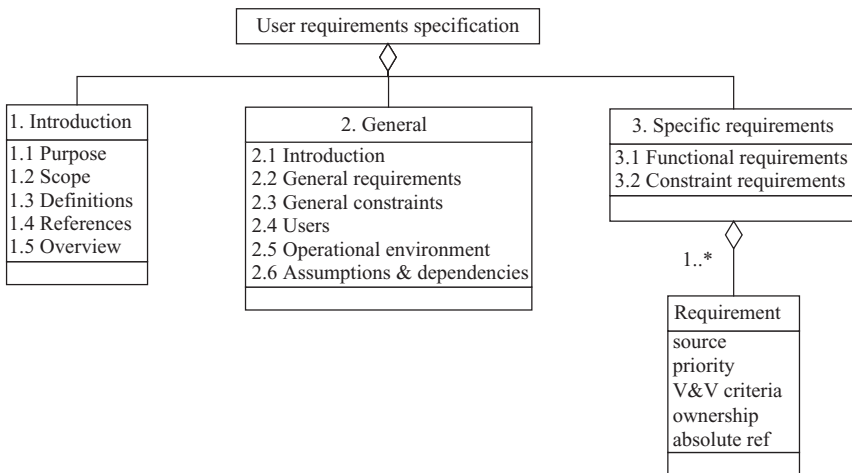 User requirements specification
1. Introduction
1.1 Purpose
1.2 Scope
1.3 Definitions
1.4 References
1.5 Overview
2. General
2.1 Introduction
2.2 General requirements
2.3 General constraints
2.4 Users
2.5 Operational environment
2.6 Assumptions & dependencies
3. Specific requirements
3.1 Functional requirements
3.2 Constraint requirements
1..*
Requirement
source
priority
V&V criteria
ownership
absolute ref